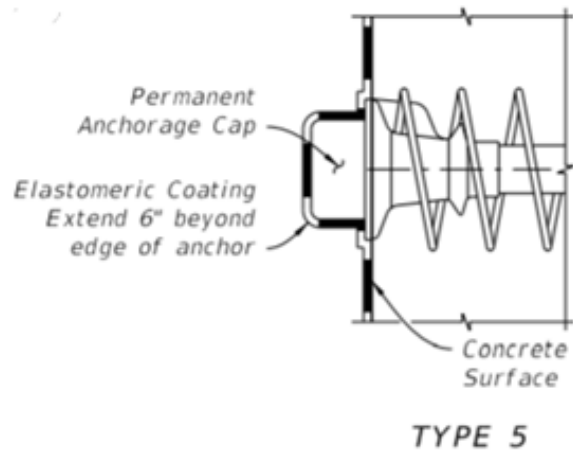 Permanent
Anchorage Cap
Elastomeric Coating
Extend 6" beyond
edge of anchor
Concrete
Surface
TYPE 5